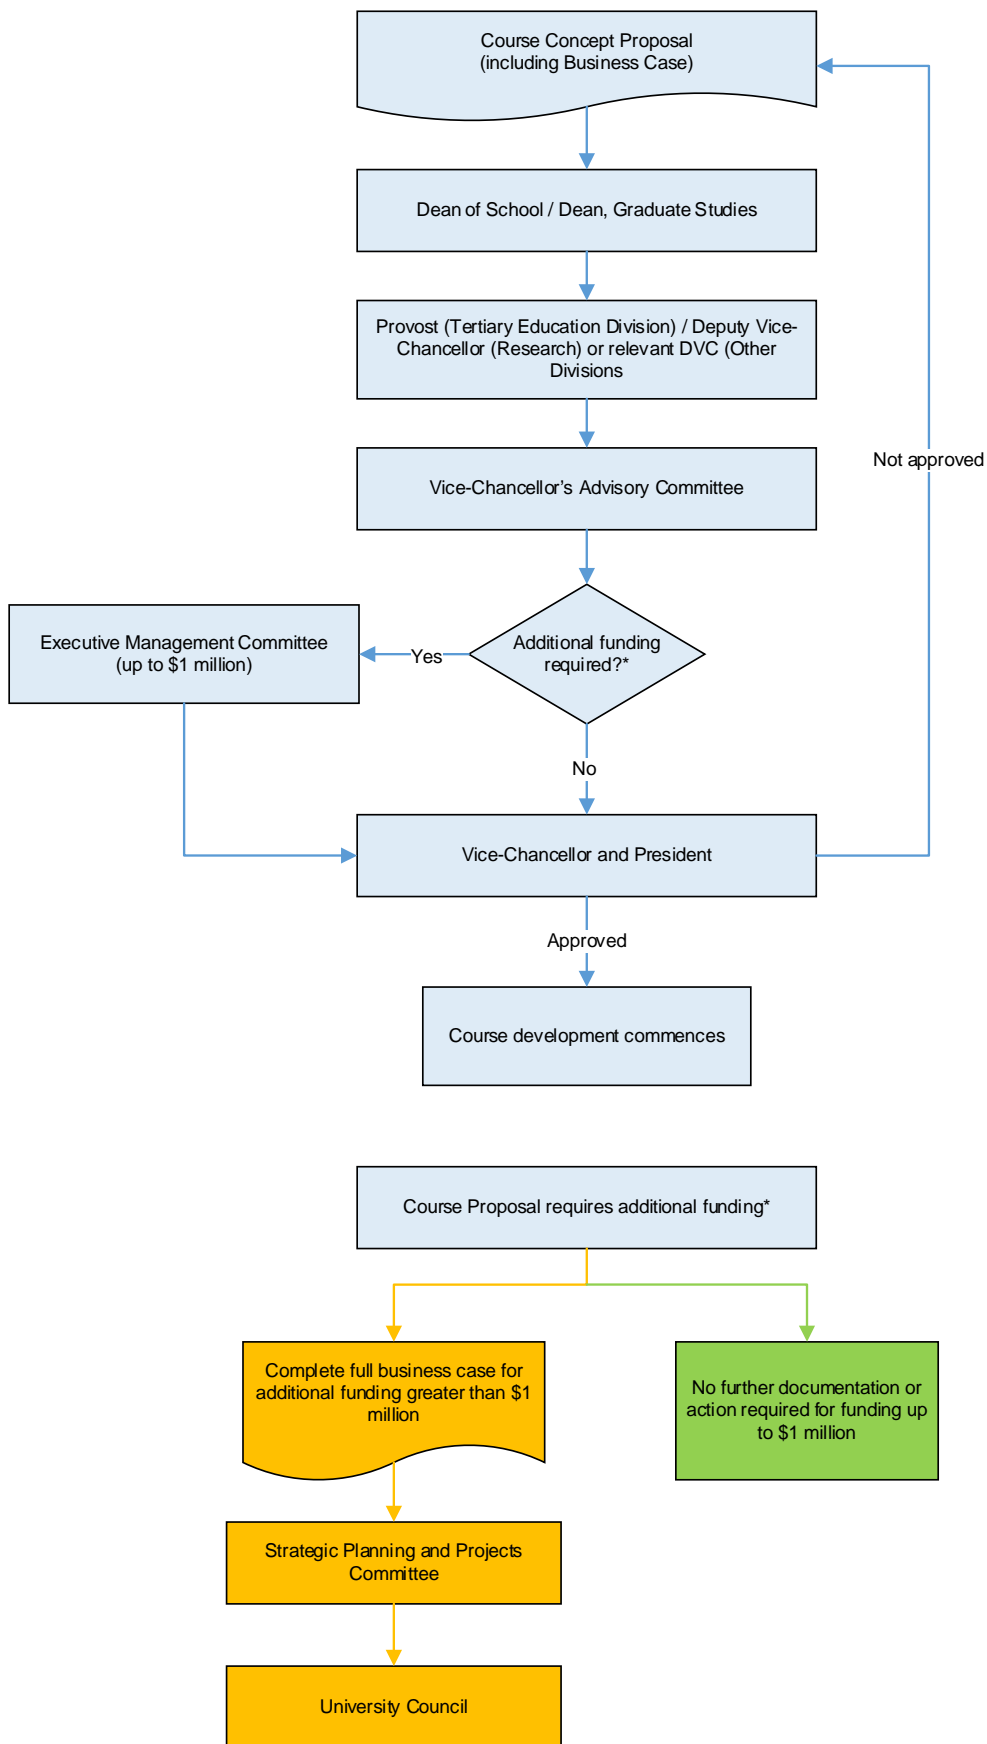 Course Concept Proposal
(including Business Case)
Dean of School / Dean, Graduate Studies
Provost (Tertiary Education Division) / Deputy Vice-
Chancellor (Research) or relevant DVC (Other
Divisions
Not approved
Vice-Chancellor’s Advisory Committee
Executive Management Committee
(up to $1 million)
Yes
Additional funding
required?*
No
Vice-Chancellor and President
Approved
Course development commences
Course Proposal requires additional funding*
Complete full business case for
additional funding greater than $1
million
No further documentation or
action required for funding up
to $1 million
Strategic Planning and Projects
Committee
University Council